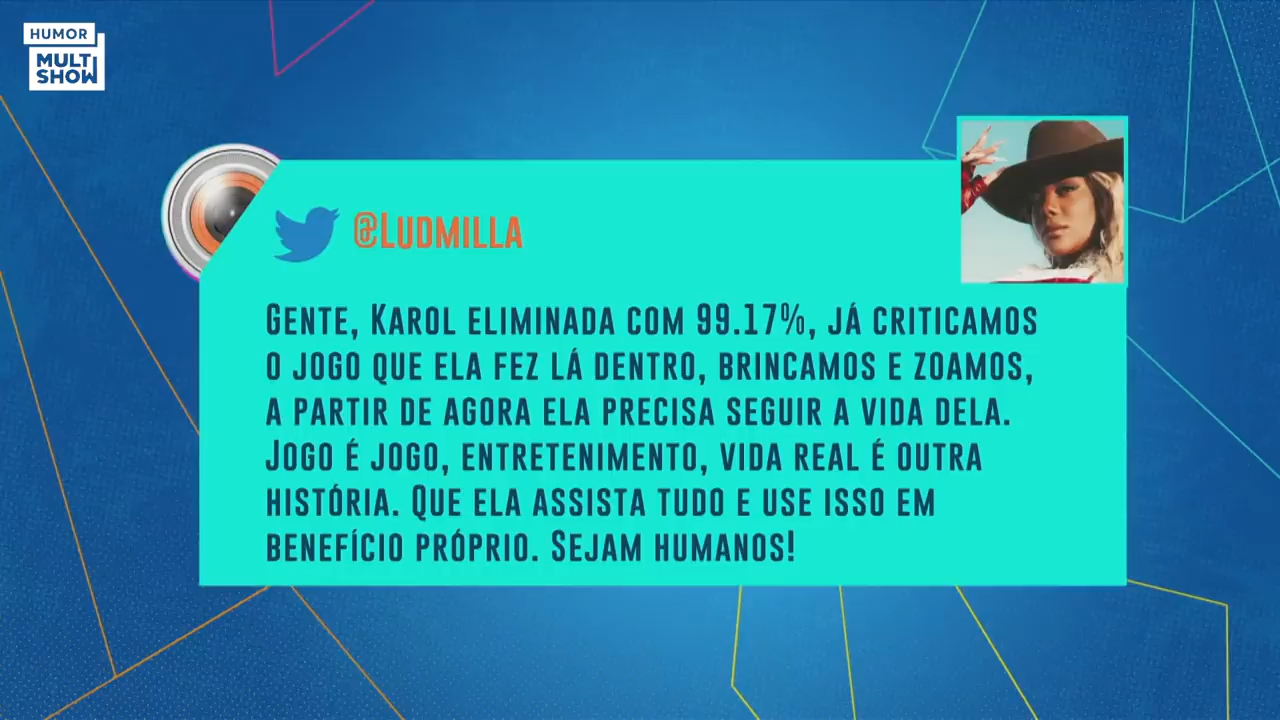 HUMOR
MULTI
SHOW
@LUDMILLA
GENTE, KAROL ELIMINADA COM 99.17%, JÁ CRITICAMOS
O JOGO QUE ELA FEZ LÁ DENTRO, BRINCAMOS E ZOAMOS,
A PARTIR DE AGORA ELA PRECISA SEGUIR A VIDA DELA.
JOGO É JOGO, ENTRETENIMENTO, VIDA REAL É OUTRA
HISTÓRIA. QUE ELA ASSISTA TUDO E USE ISSO EM
BENEFÍCIO PRÓPRIO. SEJAM HUMANOS!